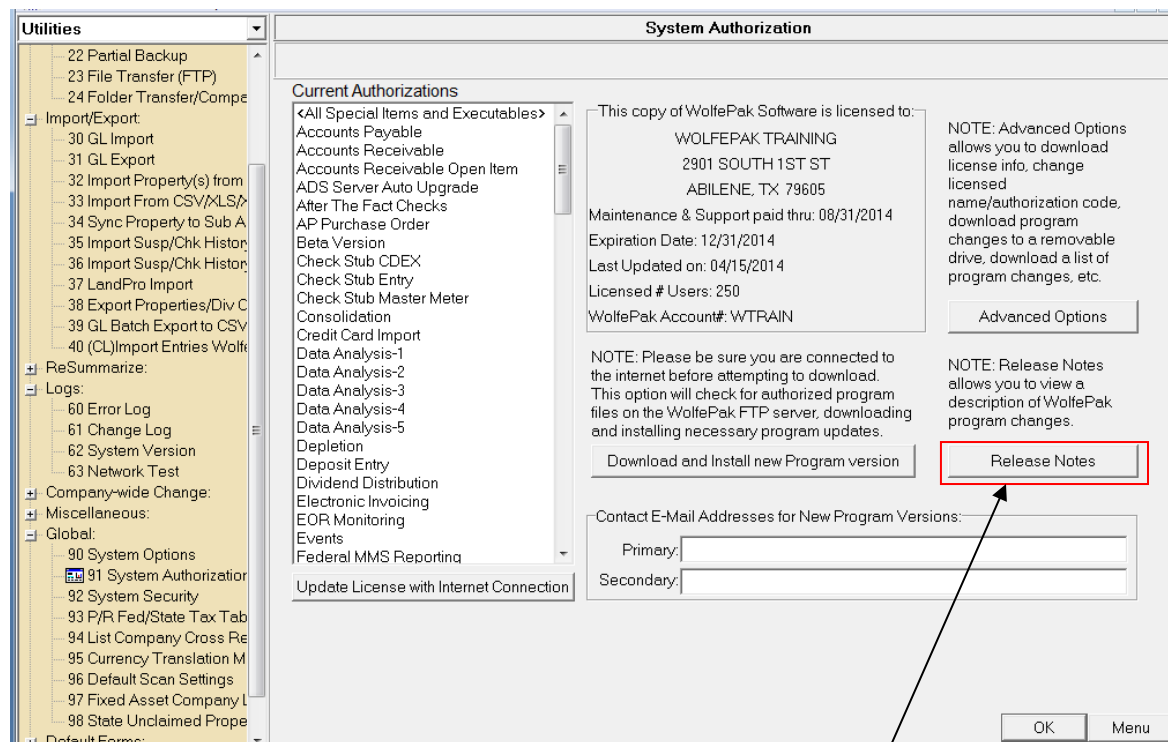 Utilities
System Authorization
22 Partial Backup
23 File Transfer (FTP)
24 Folder Transfer/Compe
Import/Export:
30 GL Import
31 GL Export
32 Import Property(s) from
33 Import From CSV/XLS/
34 Sync Property to Sub A
35 Import Susp/Chk History
36 Import Susp/Chk History
37 LandPro Import
38 Export Properties/Div O
39 GL Batch Export to CSV
40 (CL)Import Entries Wolfe
ReSummarize:
Logs:
60 Error Log
61 Change Log
62 System Version
63 Network Test
Company-wide Change:
Miscellaneous:
Global:
90 System Options
91 System Authorization
92 System Security
93 P/R Fed/State Tax Tab
94 List Company Cross Re
95 Currency Translation M
96 Default Scan Settings
97 Fixed Asset Company L
98 State Unclaimed Prope
Default Forms:
Current Authorizations
<All Special Items and Executables>
Accounts Payable
Accounts Receivable
Accounts Receivable Open Item
ADS Server Auto Upgrade
After The Fact Checks
AP Purchase Order
Beta Version
Check Stub CDEX
Check Stub Entry
Check Stub Master Meter
Consolidation
Credit Card Import
Data Analysis-1
Data Analysis-2
Data Analysis-3
Data Analysis-4
Data Analysis-5
Depletion
Deposit Entry
Dividend Distribution
Electronic Invoicing
EOR Monitoring
Events
Federal MMS Reporting
Update License with Internet Connection
This copy of WolfePak Software is licensed to:
WOLFEPAK TRAINING
2901 SOUTH 1ST ST
ABILENE, TX 79605
Maintenance & Support paid thru: 08/31/2014
Expiration Date: 12/31/2014
Last Updated on: 04/15/2014
Licensed # Users: 250
WolfePak Account#: WTRAIN
NOTE: Please be sure you are connected to
the internet before attempting to download.
This option will check for authorized program
files on the WolfePak FTP server, downloading
and installing necessary program updates.
Download and Install new Program version
NOTE: Advanced Options
allows you to download
license info, change
licensed
name/authorization code,
download program
changes to a removable
drive, download a list of
program changes, etc.
Advanced Options
NOTE: Release Notes
allows you to view a
description of WolfePak
program changes.
Release Notes
Contact E-Mail Addresses for New Program Versions:
Primary:
Secondary:
OK
Menu